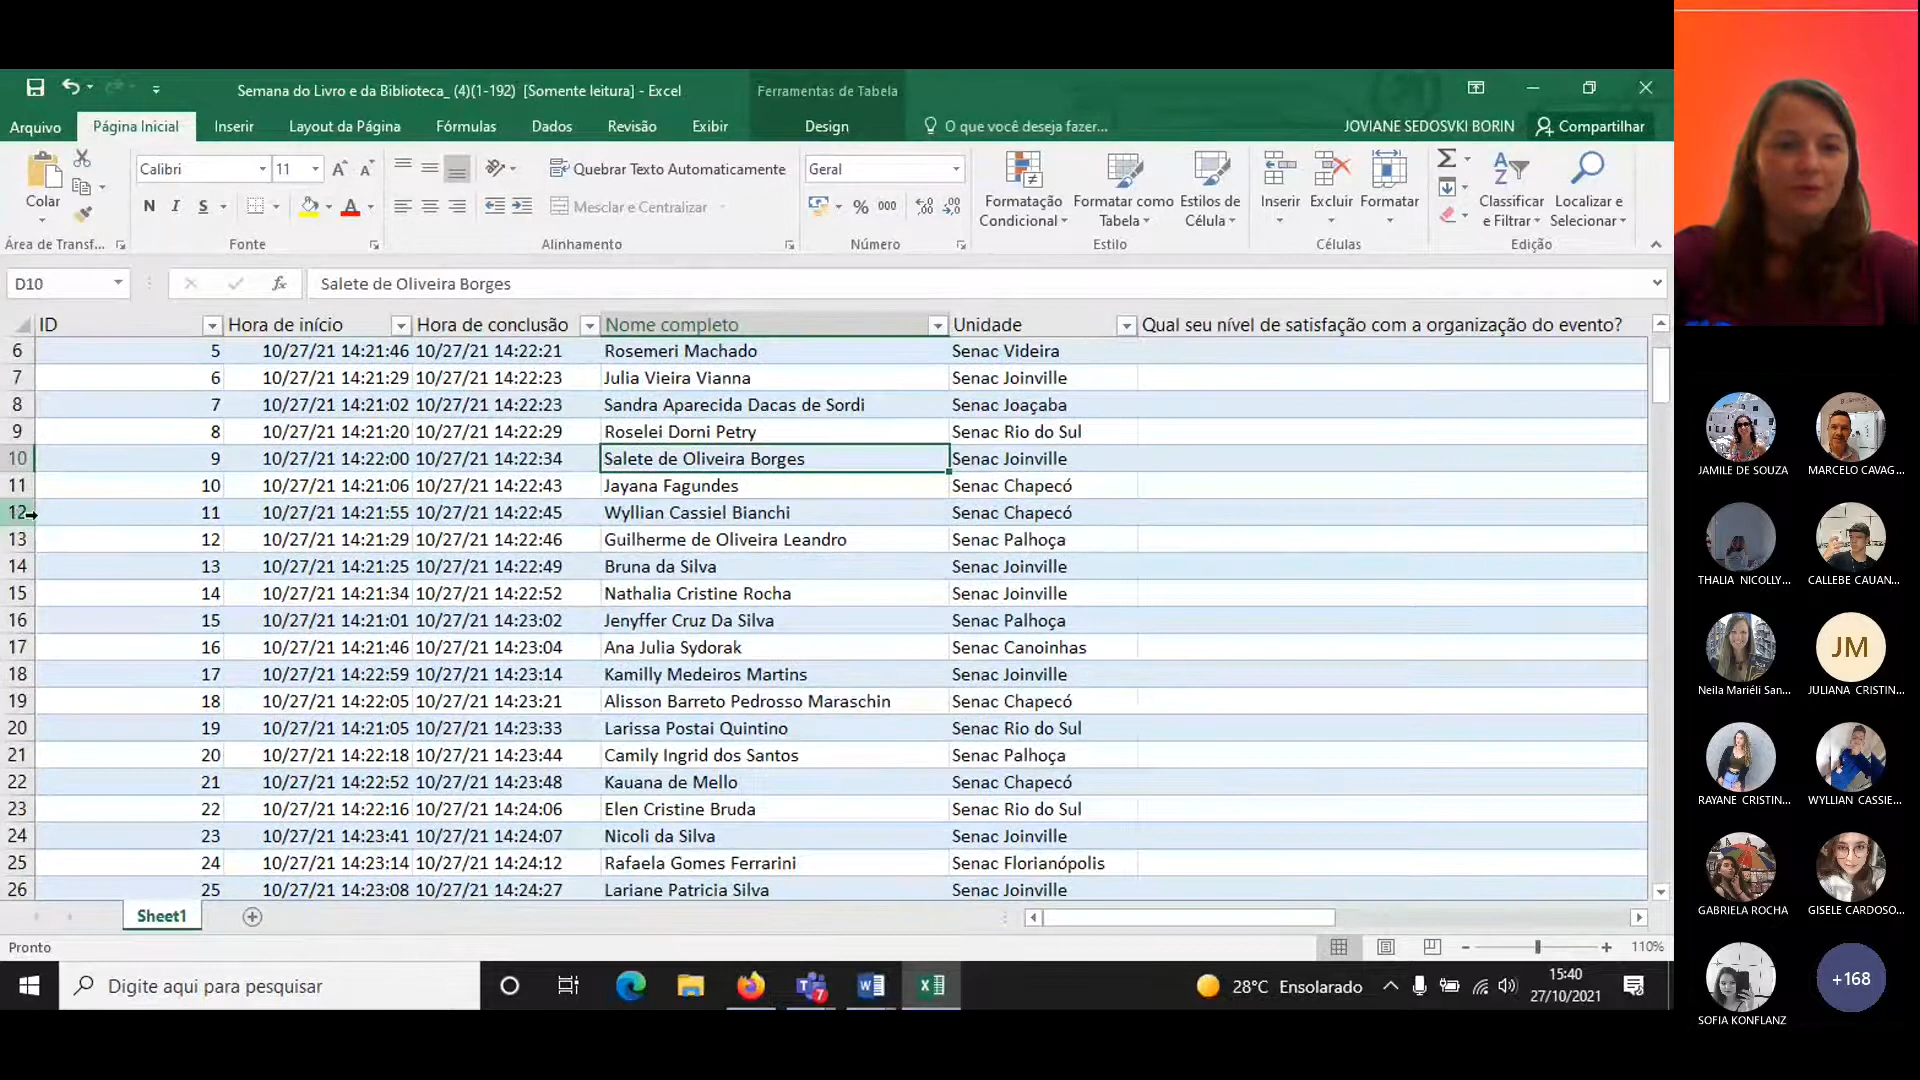 Semana do Livro e da Biblioteca_ (4)(1-192) [Somente leitura] - Excel
Ferramentas de Tabela
Arquivo Página Inicial Inserir Layout da Página Fórmulas Dados Revisão Exibir Design O que você deseja fazer... JOVIANE SEDOSVKI BORIN Compartilhar
Colar Calibri 11 Quebrar Texto Automaticamente Geral
N I S Mesclar e Centralizar % 000
Formatação Condicional
Formatar como Tabela
Estilos de Célula
Inserir Excluir Formatar
Classificar e Filtrar
Localizar e Selecionar
Área de Transf... Fonte Alinhamento Número Estilo Células Edição
D10 fx Salete de Oliveira Borges
ID Hora de início Hora de conclusão Nome completo Unidade Qual seu nível de satisfação com a organização do evento?
6 5 10/27/21 14:21:46 10/27/21 14:22:21 Rosemeri Machado Senac Videira
7 6 10/27/21 14:21:29 10/27/21 14:22:23 Julia Vieira Vianna Senac Joinville
8 7 10/27/21 14:21:02 10/27/21 14:22:23 Sandra Aparecida Dacas de Sordi Senac Joaçaba
9 8 10/27/21 14:21:20 10/27/21 14:22:29 Roselei Dorni Petry Senac Rio do Sul
10 9 10/27/21 14:22:00 10/27/21 14:22:34 Salete de Oliveira Borges Senac Joinville
11 10 10/27/21 14:21:06 10/27/21 14:22:43 Jayana Fagundes Senac Chapecó
12 11 10/27/21 14:21:55 10/27/21 14:22:45 Wyllian Cassiel Bianchi Senac Chapecó
13 12 10/27/21 14:21:29 10/27/21 14:22:46 Guilherme de Oliveira Leandro Senac Palhoça
14 13 10/27/21 14:21:25 10/27/21 14:22:49 Bruna da Silva Senac Joinville
15 14 10/27/21 14:21:34 10/27/21 14:22:52 Nathalia Cristine Rocha Senac Joinville
16 15 10/27/21 14:21:01 10/27/21 14:23:02 Jenyffer Cruz Da Silva Senac Palhoça
17 16 10/27/21 14:21:46 10/27/21 14:23:04 Ana Julia Sydorak Senac Canoinhas
18 17 10/27/21 14:22:59 10/27/21 14:23:14 Kamilly Medeiros Martins Senac Joinville
19 18 10/27/21 14:22:05 10/27/21 14:23:21 Alisson Barreto Pedrosso Maraschin Senac Chapecó
20 19 10/27/21 14:21:05 10/27/21 14:23:33 Larissa Postai Quintino Senac Rio do Sul
21 20 10/27/21 14:22:18 10/27/21 14:23:44 Camily Ingrid dos Santos Senac Palhoça
22 21 10/27/21 14:22:52 10/27/21 14:23:48 Kauana de Mello Senac Chapecó
23 22 10/27/21 14:22:16 10/27/21 14:24:06 Elen Cristine Bruda Senac Rio do Sul
24 23 10/27/21 14:23:41 10/27/21 14:24:07 Nicoli da Silva Senac Joinville
25 24 10/27/21 14:23:14 10/27/21 14:24:12 Rafaela Gomes Ferrarini Senac Florianópolis
26 25 10/27/21 14:23:08 10/27/21 14:24:27 Lariane Patricia Silva Senac Joinville
Sheet1
Pronto 110%
Digite aqui para pesquisar 7 28°C Ensolarado 15:40
27/10/2021
JAMILE DE SOUZA MARCELO CAVAG...
THALIA NICOLLY... CALLEBE CAUAN...
JM
Neila Mariéli San... JULIANA CRISTIN...
RAYANE CRISTIN... WYLLIAN CASSIE...
GABRIELA ROCHA GISELE CARDOSO...
+168
SOFIA KONFLANZ